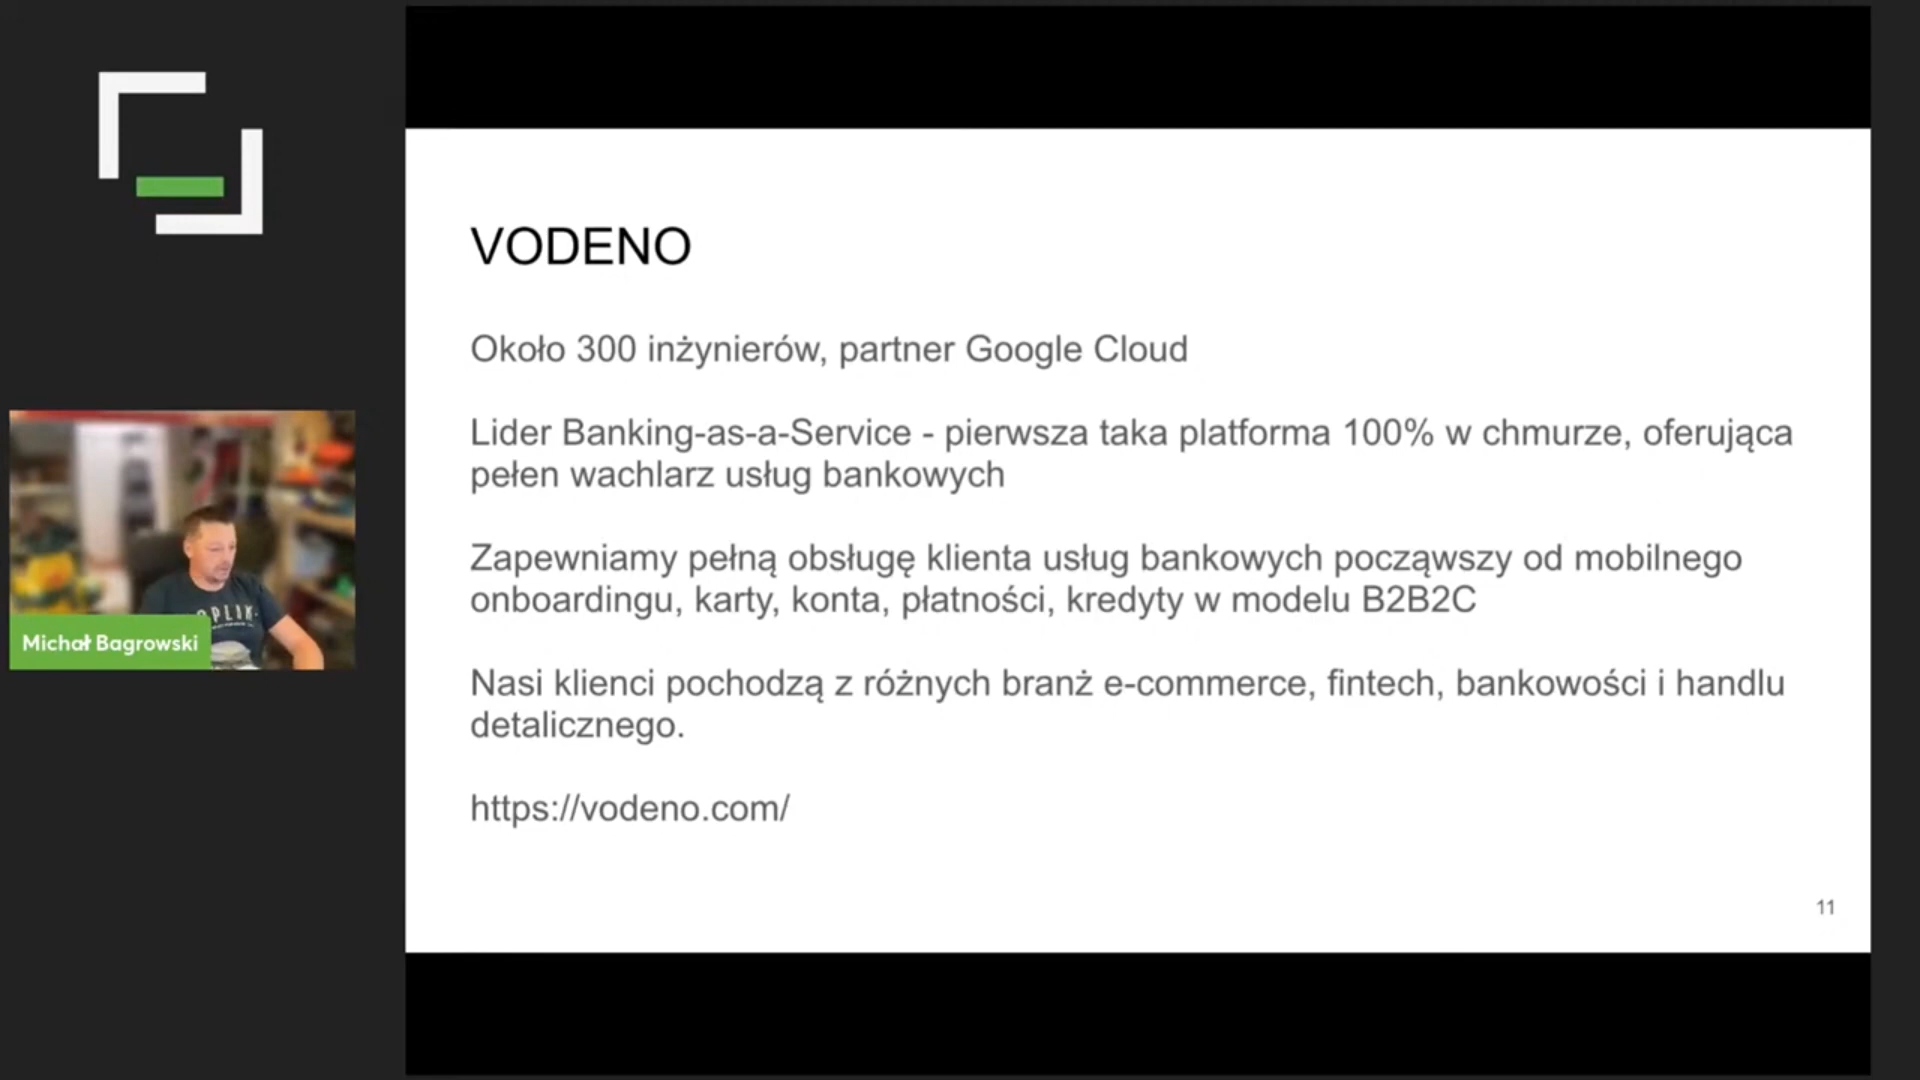 VODENO
Około 300 inżynierów, partner Google Cloud
Lider Banking-as-a-Service - pierwsza taka platforma 100% w chmurze, oferująca
pełen wachlarz usług bankowych
Zapewniamy pełną obsługę klienta usług bankowych począwszy od mobilnego
onboardingu, karty, konta, płatności, kredyty w modelu B2B2C
Nasi klienci pochodzą z różnych branż e-commerce, fintech, bankowości i handlu
detalicznego.
https://vodeno.com/
11
Michał Bagrowski